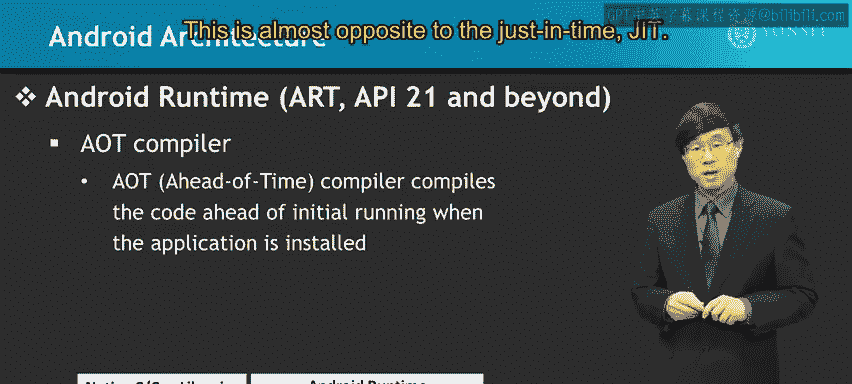 This is almost opposite to the just-in-time, JIT.
Android Architecture
YONSEI
❖ Android Runtime (ART, API 21 and beyond)
▪ AOT compiler
• AOT (Ahead-of-Time) compiler compiles
the code ahead of initial running when
the application is installed
Android Runtime